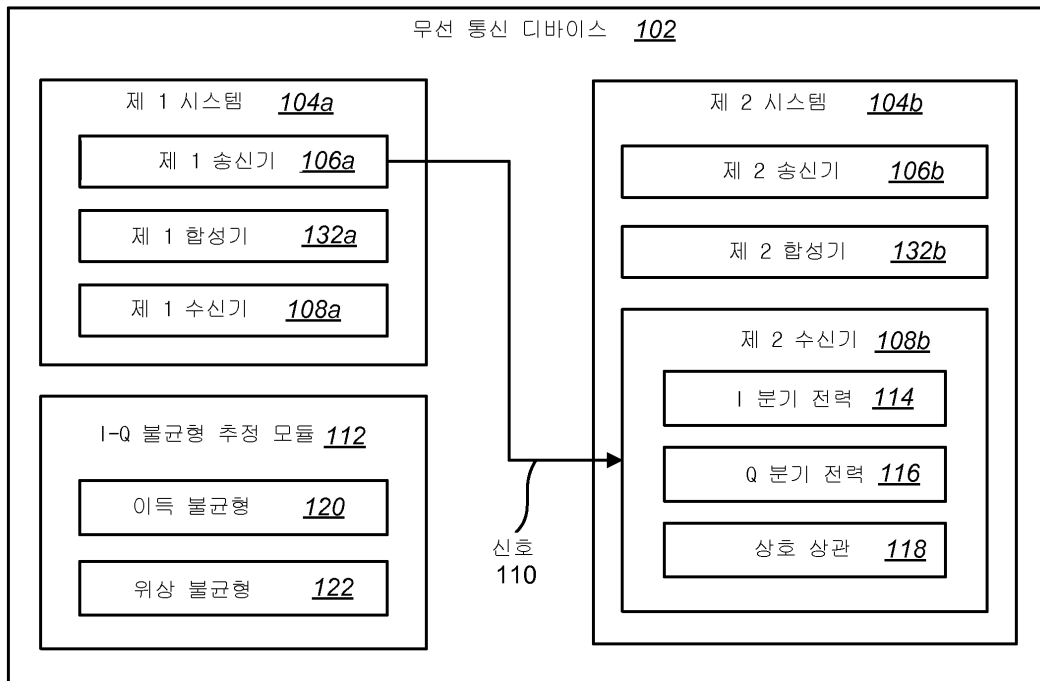 무선 통신 디바이스 102
제 1 시스템 104a
제 1 송신기 106a
제 1 합성기 132a
제 1 수신기 108a
I-Q 불균형 추정 모듈 112
이득 불균형 120
위상 불균형 122
신호
110
제 2 시스템 104b
제 2 송신기 106b
제 2 합성기 132b
제 2 수신기 108b
I 분기 전력 114
Q 분기 전력 116
상호 상관 118